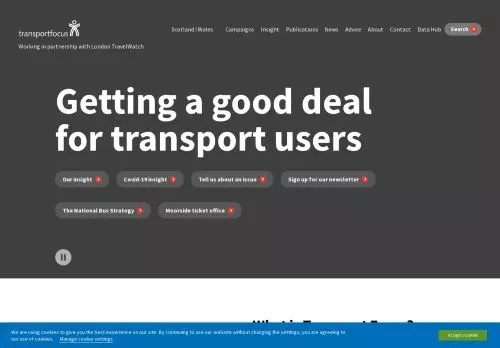 transportfocus
Working in partnership with London TravelWatch
Scotland | Wales Campaigns Insight Publications News Advice About Contact Data Hub Search
Getting a good deal
for transport users
Our insight
Covid-19 insight
Tell us about an issue
Sign up for our newsletter
The National Bus Strategy
Moorside ticket office
We are using cookies to give you the best experience on our site. By continuing to use our website without changing the settings, you are agreeing to
our use of cookies. Manage cookie settings
Accept cookies